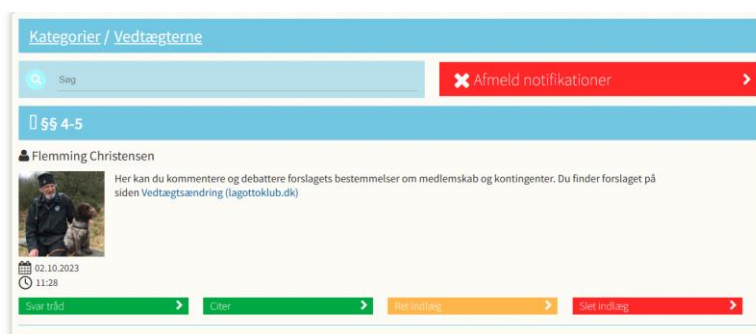 Kategorier / Vedtægterne
Søg
Afmeld notifikationer
§§ 4-5
Flemming Christensen
Her kan du kommentere og debattere forslagets bestemmelser om medlemskab og kontingenter. Du finder forslaget på
siden Vedtægtsændring (lagottoklub.dk)
02.10.2023
11:28
Svar tråd
Citer
Ret indlæg
Slet indlæg